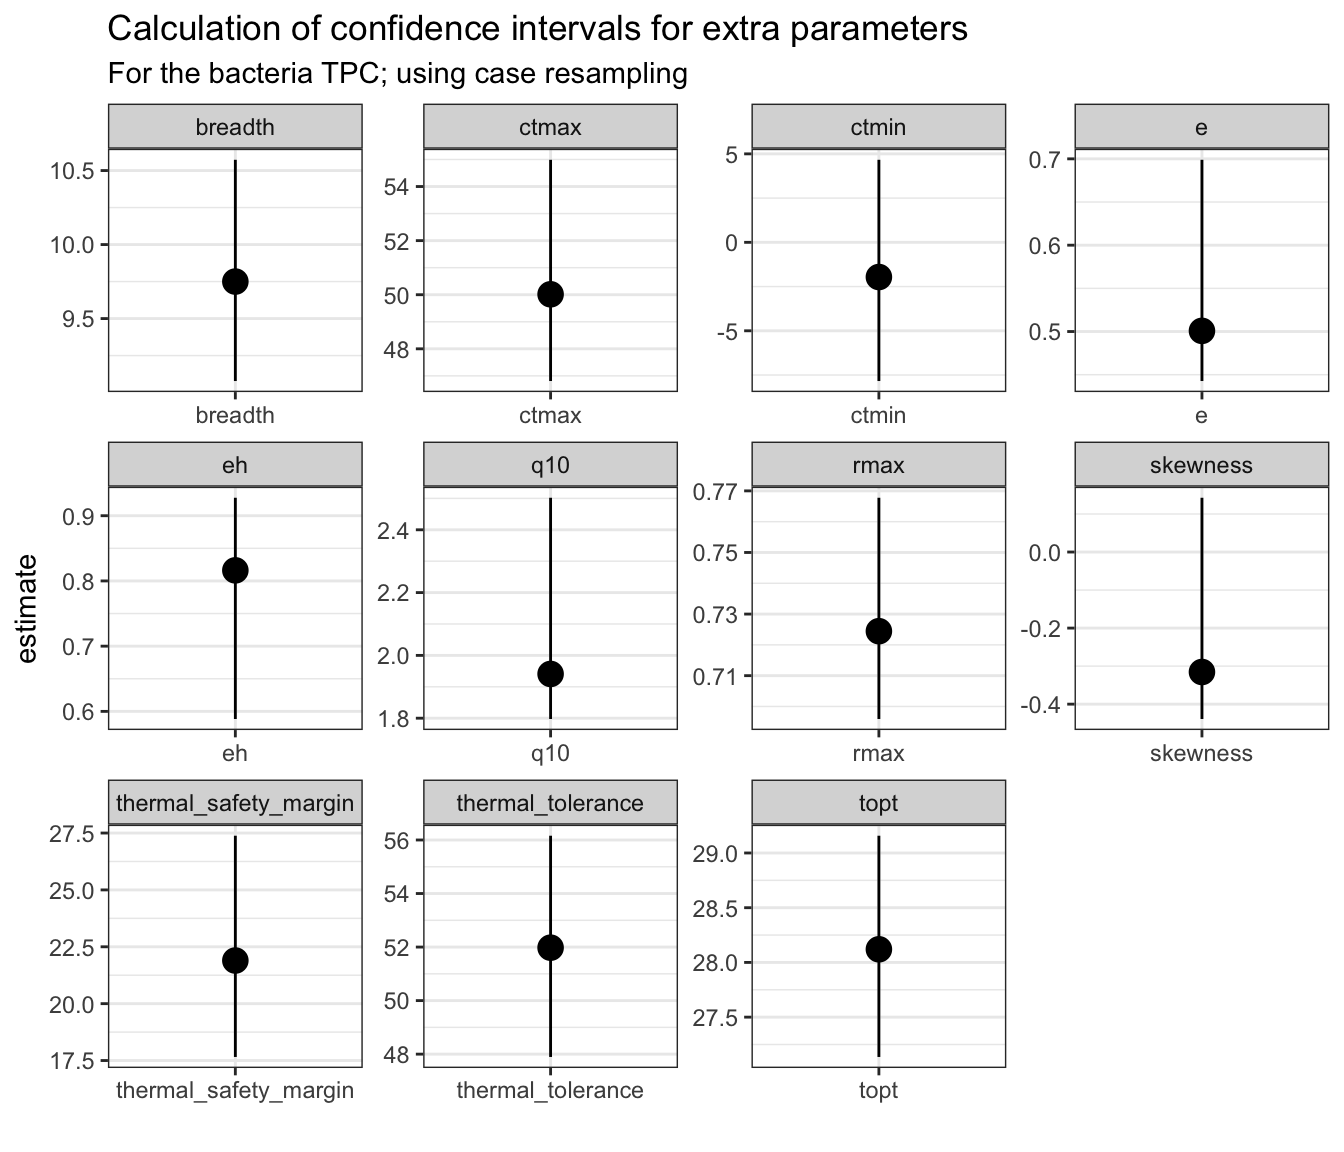 Calculation of confidence intervals for extra parameters
For the bacteria TPC; using case resampling
breadth
ctmax
ctmin
e
10.5
10.0
9.5
54
52
50
48
5
0
-5
0.7
0.6
0.5
breadth
ctmax
ctmin
e
eh
q10
rmax
skewness
estimate
0.9
0.8
0.7
0.6
2.4
2.2
2.0
1.8
0.77
0.75
0.73
0.71
0.0
-0.2
-0.4
eh
q10
rmax
skewness
thermal_safety_margin
thermal_tolerance
topt
27.5
25.0
22.5
20.0
17.5
56
54
52
50
48
29.0
28.5
28.0
27.5
thermal_safety_margin
thermal_tolerance
topt